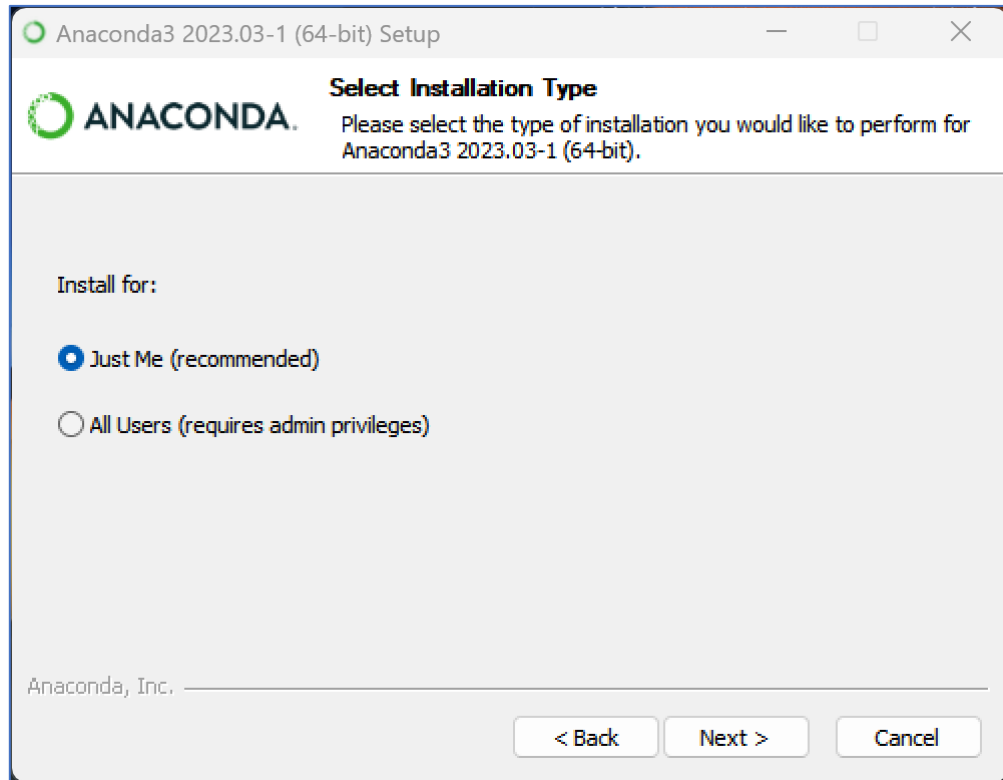 Anaconda3 2023.03-1 (64-bit) Setup
ANACONDA.
Select Installation Type
Please select the type of installation you would like to perform for
Anaconda3 2023.03-1 (64-bit).
Install for:
Just Me (recommended)
All Users (requires admin privileges)
Anaconda, Inc.
< Back Next > Cancel